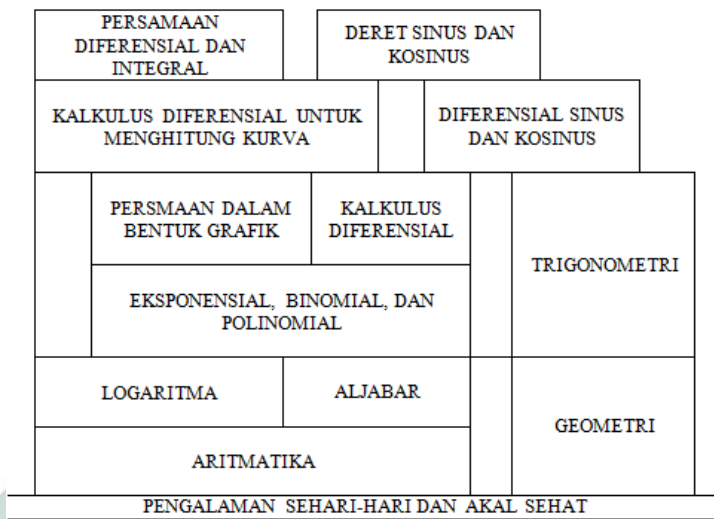 PERSAMAAN
DIFERENSIAL DAN
INTEGRAL
DERET SINUS DAN
KOSINUS
KALKULUS DIFERENSIAL UNTUK
MENGHITUNG KURVA
DIFERENSIAL SINUS
DAN KOSINUS
PERSMAAN DALAM
BENTUK GRAFIK
KALKULUS
DIFERENSIAL
TRIGONOMETRI
EKSPONENSIAL, BINOMIAL, DAN
POLINOMIAL
LOGARITMA
ALJABAR
GEOMETRI
ARITMATIKA
PENGALAMAN SEHARI-HARI DAN AKAL SEHAT